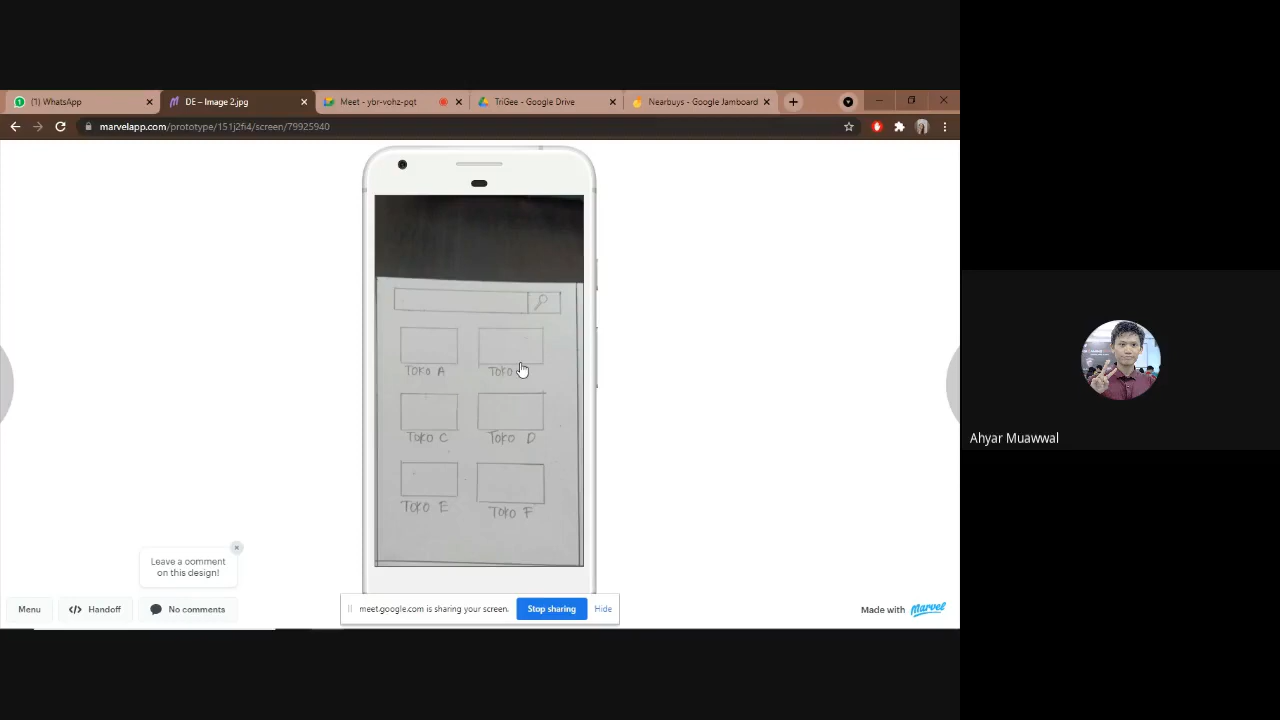 (1) WhatsApp
DE – Image 2.jpg
Meet - ybr-vohz-pqt
TriGee - Google Drive
Nearbuys - Google Jamboard
marvelapp.com/prototype/151j2fi4/screen/79925940
TOKO A
TOKO
TOKO C
TOKO D
TOKO E
TOKO F
Ahyar Muawwal
Leave a comment
on this design!
Menu
</> Handoff
No comments
meet.google.com is sharing your screen.
Stop sharing
Hide
Made with Marvel